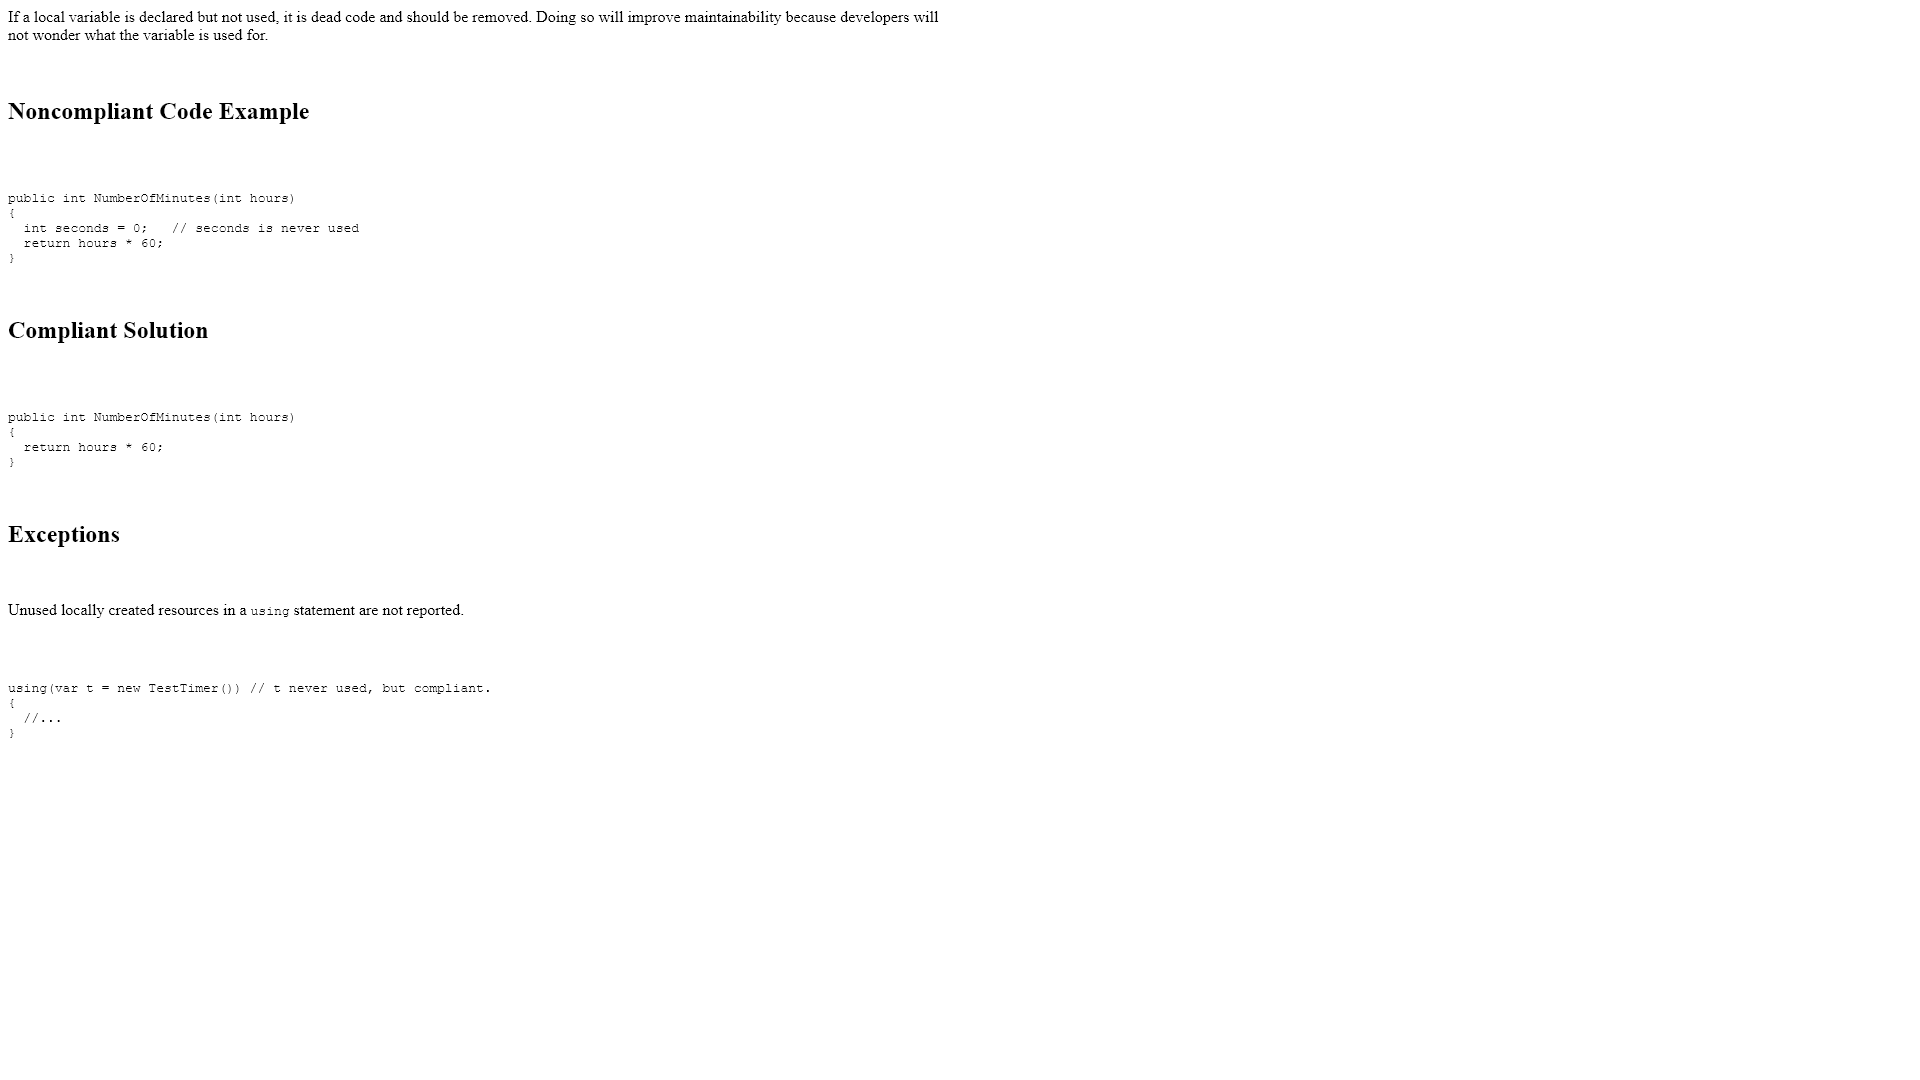 If a local variable is declared but not used, it is dead code and should be removed. Doing so will improve maintainability because developers will
not wonder what the variable is used for.
Noncompliant Code Example
public int NumberOfMinutes(int hours)
{
  int seconds = 0;   // seconds is never used
  return hours * 60;
}
Compliant Solution
public int NumberOfMinutes(int hours)
{
  return hours * 60;
}
Exceptions
Unused locally created resources in a using statement are not reported.
using(var t = new TestTimer()) // t never used, but compliant.
{
  //...
}